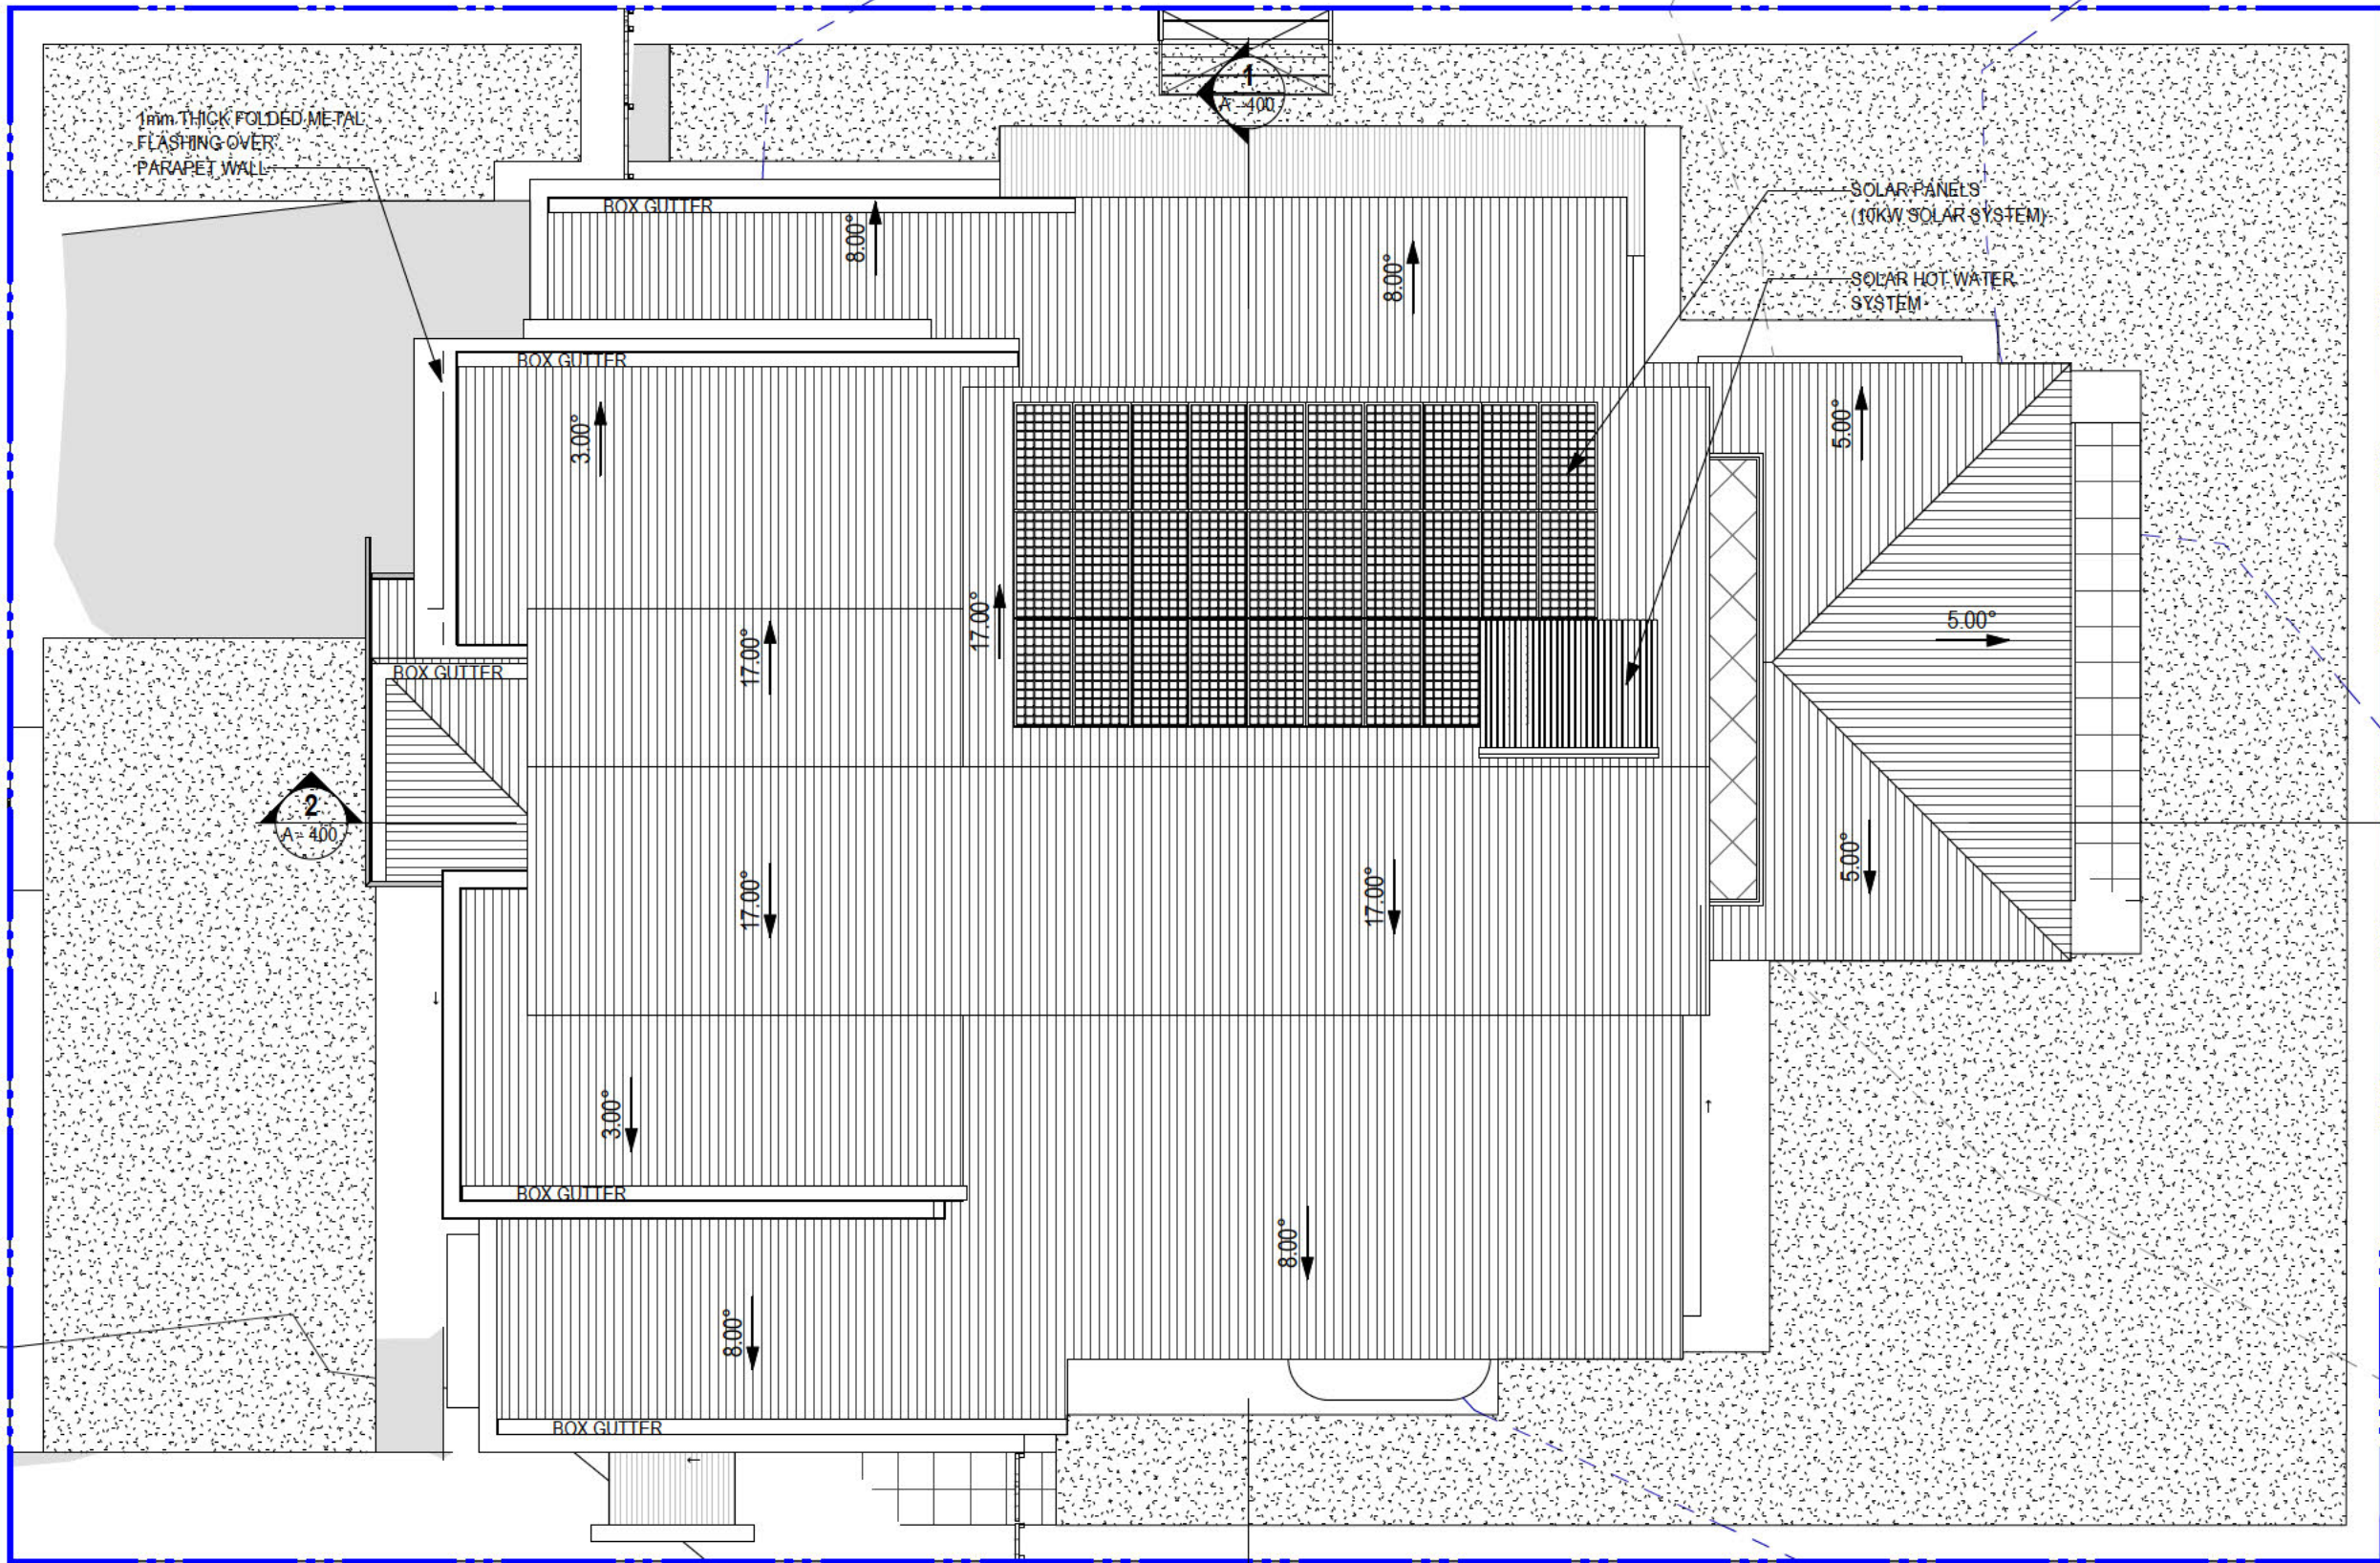 1
A - 400
1mm THICK FOLDED METAL
FLASHING OVER
PARAPET WALL
SOLAR PANELS
(10KW SOLAR SYSTEM)
BOX GUTTER
8.00°
8.00°
SOLAR HOT WATER
SYSTEM
BOX GUTTER
3.00°
5.00°
17.00°
17.00°
5.00°
BOX GUTTER
2
A - 400
17.00°
17.00°
5.00°
3.00°
BOX GUTTER
8.00°
8.00°
BOX GUTTER